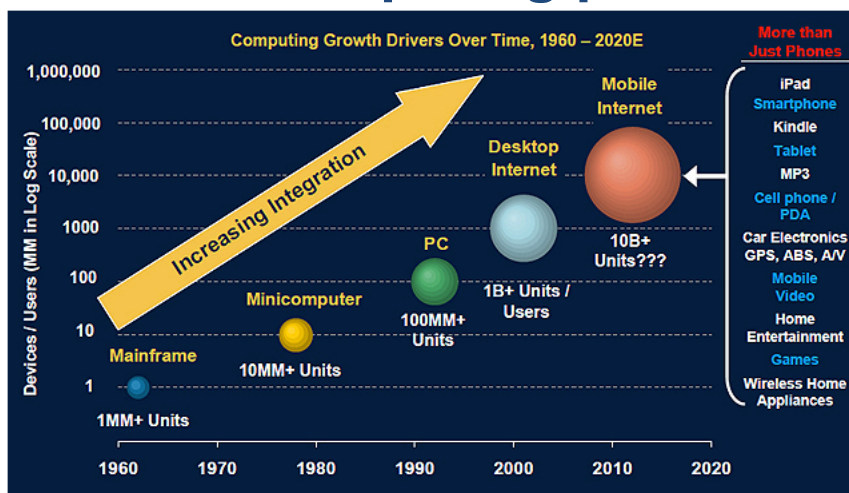 Computing Growth Drivers Over Time, 1960 – 2020E
More than
Just Phones
Devices / Users (MM in Log Scale)
1,000,000
100,000
10,000
1000
100
10
1
Increasing Integration
Mainframe
1MM+ Units
Minicomputer
10MM+ Units
PC
100MM+
Units
Desktop
Internet
1B+ Units /
Users
Mobile
Internet
10B+
Units???
iPad
Smartphone
Kindle
Tablet
MP3
Cell phone /
PDA
Car Electronics
GPS, ABS, A/V
Mobile
Video
Home
Entertainment
Games
Wireless Home
Appliances
1960
1970
1980
1990
2000
2010
2020